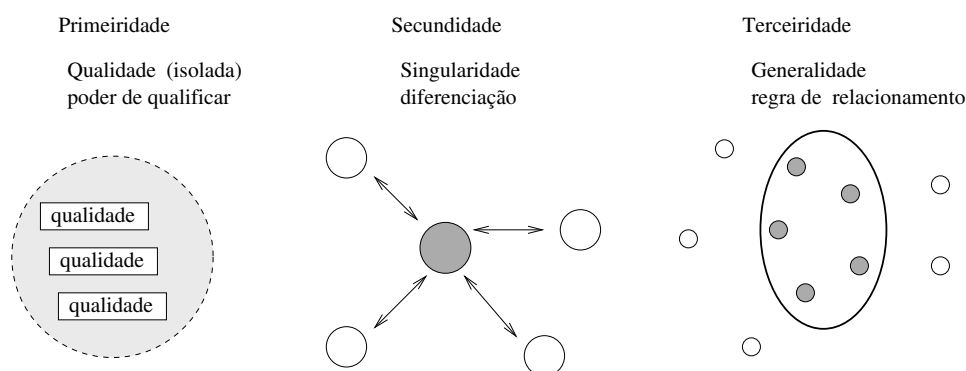 Primeiridade
Qualidade (isolada)
poder de qualificar
qualidade
qualidade
qualidade
Secundidade
Singularidade
diferenciação
Terceiridade
Generalidade
regra de relacionamento